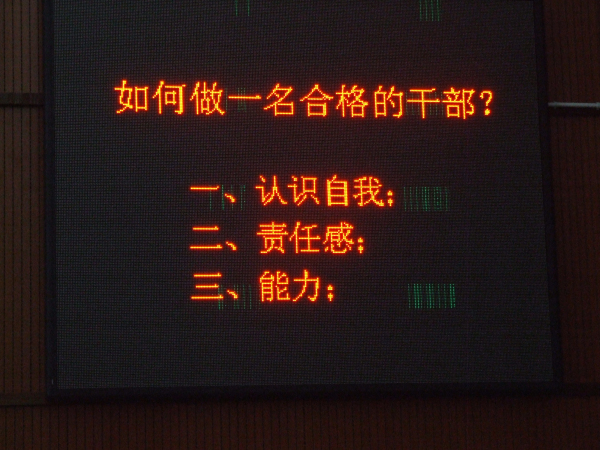 如何做一名合格的干部？
一、认识自我；
二、责任感；
三、能力；